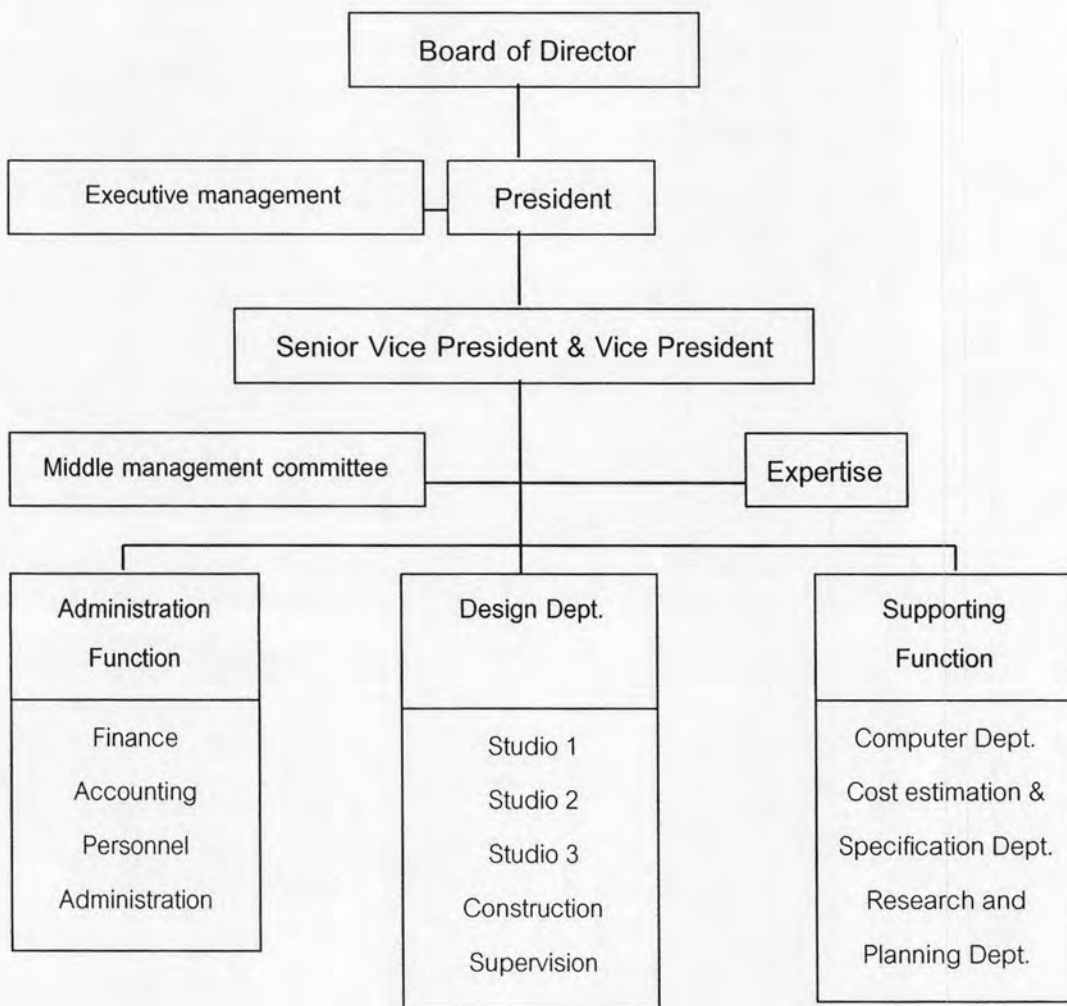 Board of Director
Executive management
President
Senior Vice President & Vice President
Middle management committee
Expertise
Administration
Function
Finance
Accounting
Personnel
Administration
Design Dept.
Studio 1
Studio 2
Studio 3
Construction
Supervision
Supporting
Function
Computer Dept.
Cost estimation &
Specification Dept.
Research and
Planning Dept.